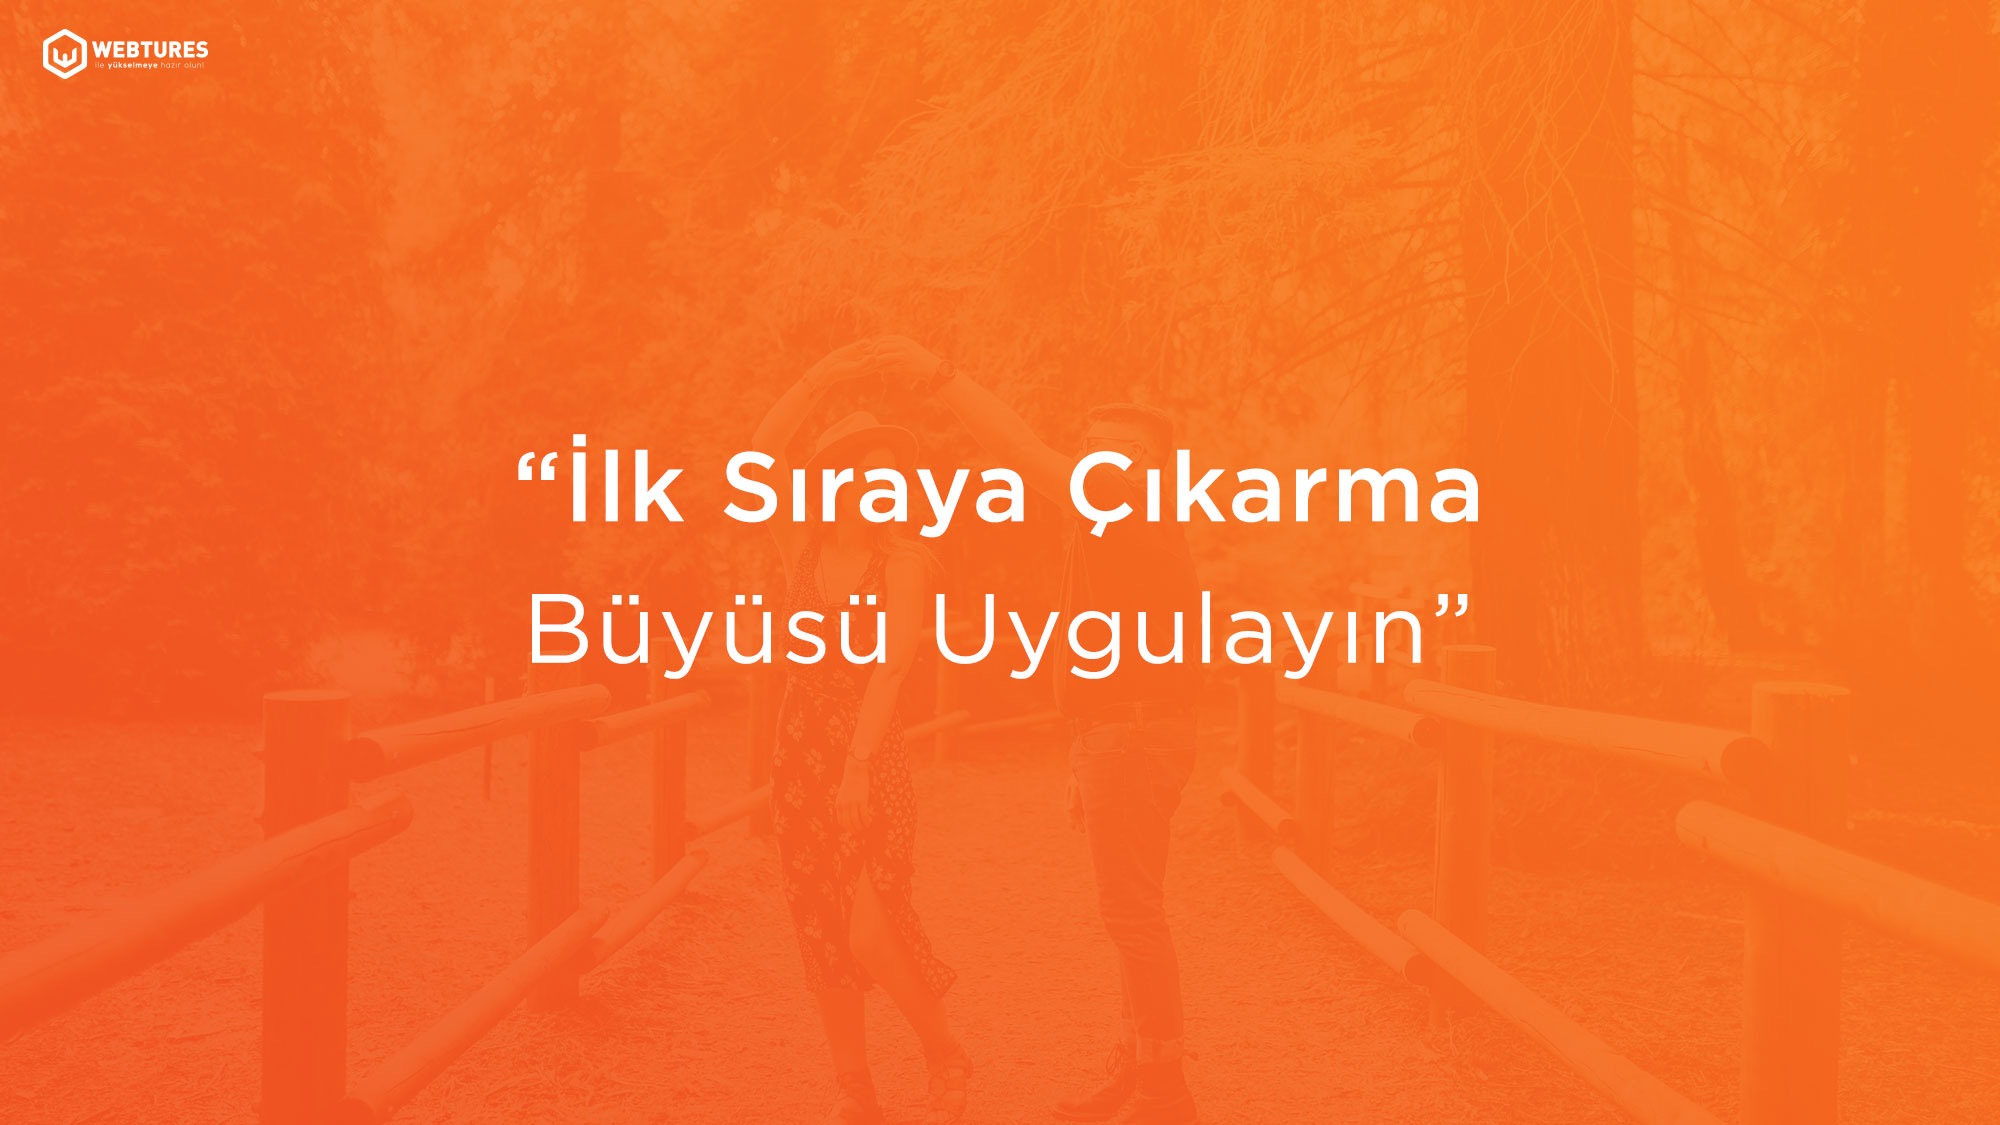 WEBTURES
ile yükselmeye hazır olun!
“İlk Sıraya Çıkarma
Büyüsü Uygulayın”